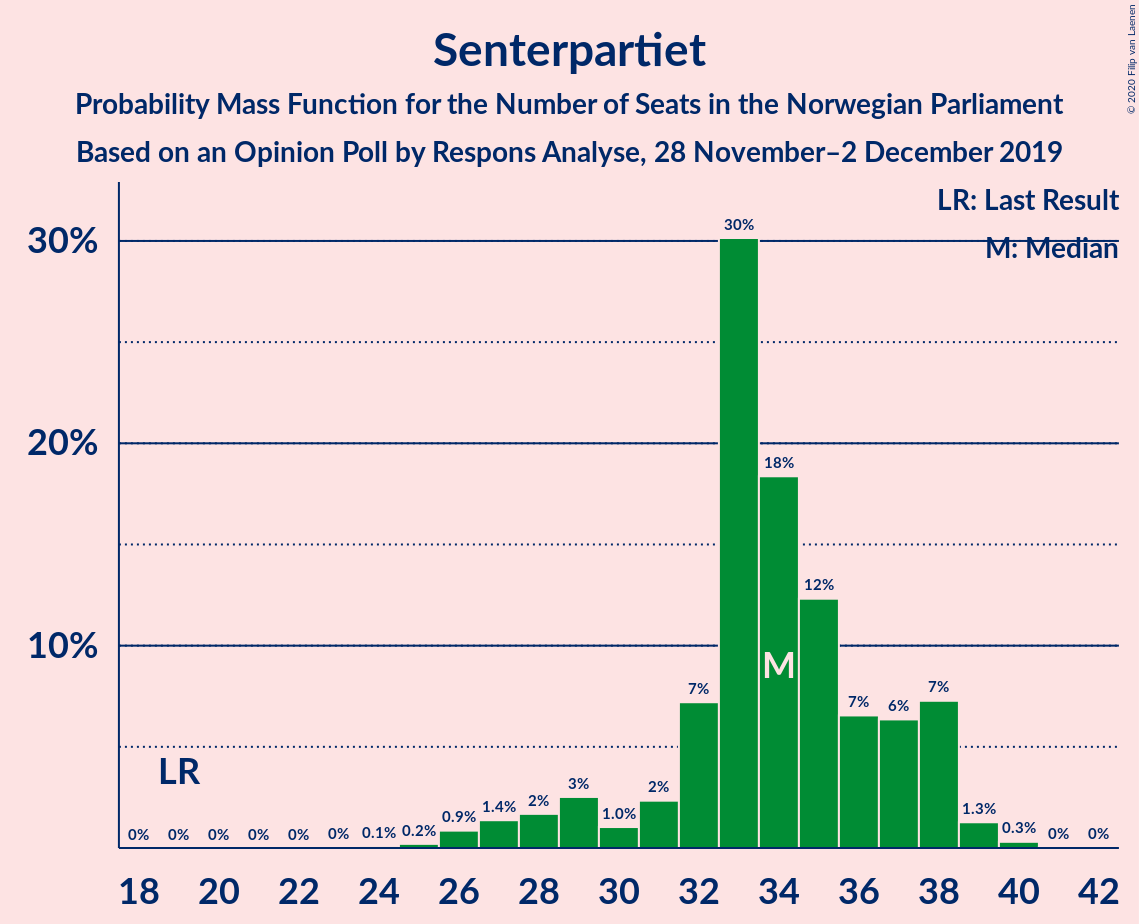 Senterpartiet
Probability Mass Function for the Number of Seats in the Norwegian Parliament
Based on an Opinion Poll by Respons Analyse, 28 November–2 December 2019
© 2020 Filip van Laenen
LR: Last Result
M: Median
30%
20%
10%
0% 0% 0% 0% 0% 0% 0.1% 0.2% 0.9% 1.4% 2% 3% 1.0% 2% 7% 30% 18% 12% 7% 6% 7% 1.3% 0.3% 0% 0%
LR
M
18 20 22 24 26 28 30 32 34 36 38 40 42